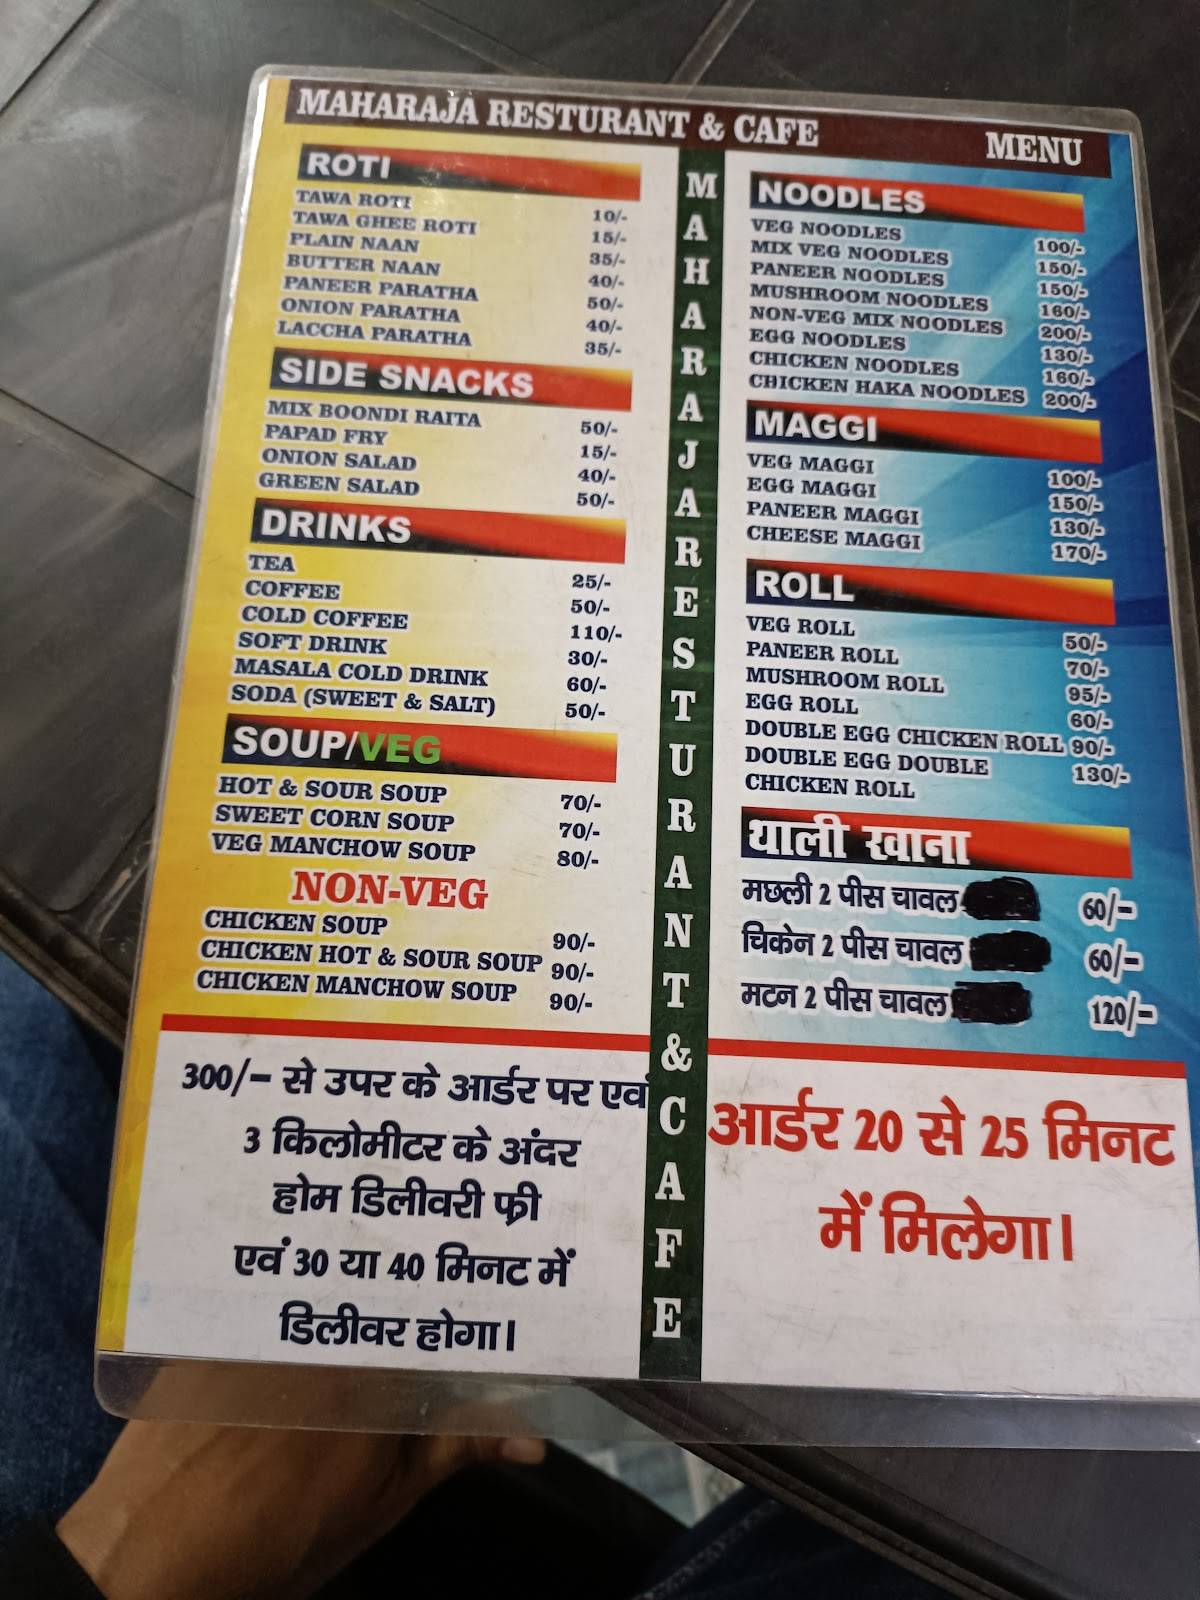 MAHARAJA RESTURANT & CAFE MENU
ROTI
TAWA ROTI 10/-
TAWA GHEE ROTI 15/-
PLAIN NAAN 35/-
BUTTER NAAN 40/-
PANEER PARATHA 50/-
ONION PARATHA 40/-
LACCHA PARATHA 35/-
SIDE SNACKS
MIX BOONDI RAITA 50/-
PAPAD FRY 15/-
ONION SALAD 40/-
GREEN SALAD 50/-
DRINKS
TEA 25/-
COFFEE 50/-
COLD COFFEE 110/-
SOFT DRINK 30/-
MASALA COLD DRINK 60/-
SODA (SWEET & SALT) 50/-
SOUP/VEG
HOT & SOUR SOUP 70/-
SWEET CORN SOUP 70/-
VEG MANCHOW SOUP 80/-
NON-VEG
CHICKEN SOUP 90/-
CHICKEN HOT & SOUR SOUP 90/-
CHICKEN MANCHOW SOUP 90/-
300/- से उपर के आर्डर पर एवं
3 किलोमीटर के अंदर
होम डिलीवरी फ्री
एवं 30 या 40 मिनट में
डिलीवर होगा।
MAHARAJA RESTURANT & CAFE
NOODLES
VEG NOODLES 100/-
MIX VEG NOODLES 150/-
PANEER NOODLES 150/-
MUSHROOM NOODLES 160/-
NON-VEG MIX NOODLES 200/-
EGG NOODLES 130/-
CHICKEN NOODLES 160/-
CHICKEN HAKA NOODLES 200/-
MAGGI
VEG MAGGI 100/-
EGG MAGGI 150/-
PANEER MAGGI 130/-
CHEESE MAGGI 170/-
ROLL
VEG ROLL 50/-
PANEER ROLL 70/-
MUSHROOM ROLL 95/-
EGG ROLL 60/-
DOUBLE EGG CHICKEN ROLL 90/-
DOUBLE EGG DOUBLE 130/-
CHICKEN ROLL
थाली खाना
मछली 2 पीस चावल 60/-
चिकेन 2 पीस चावल 60/-
मटन 2 पीस चावल 120/-
आर्डर 20 से 25 मिनट
में मिलेगा।